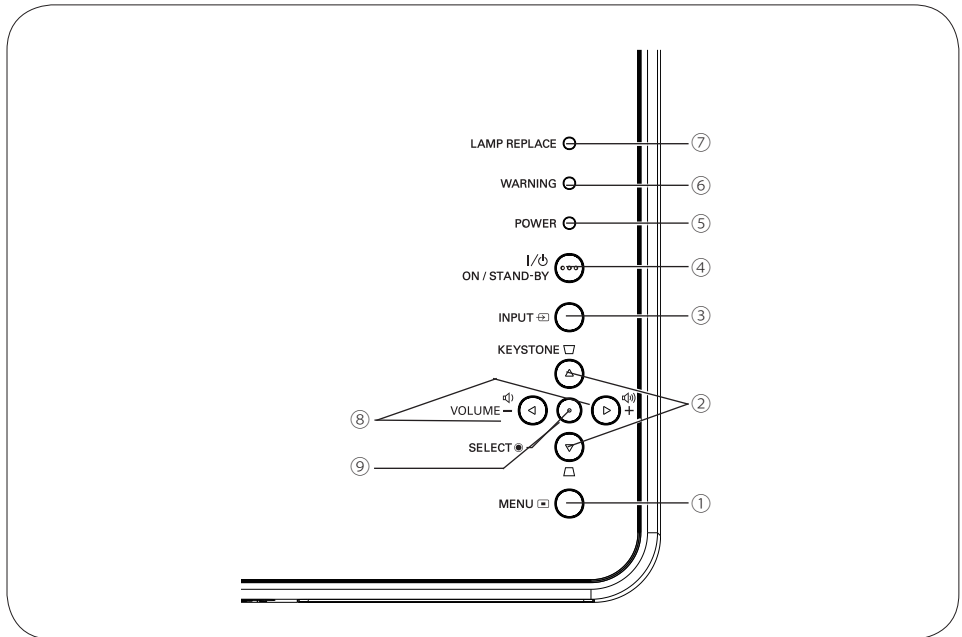 LAMP REPLACE ⑦
WARNING ⑥
POWER ⑤
I/⏻ ④
ON / STAND-BY
INPUT ③
KEYSTONE
VOLUME − + ②
⑧
SELECT
⑨
MENU ①